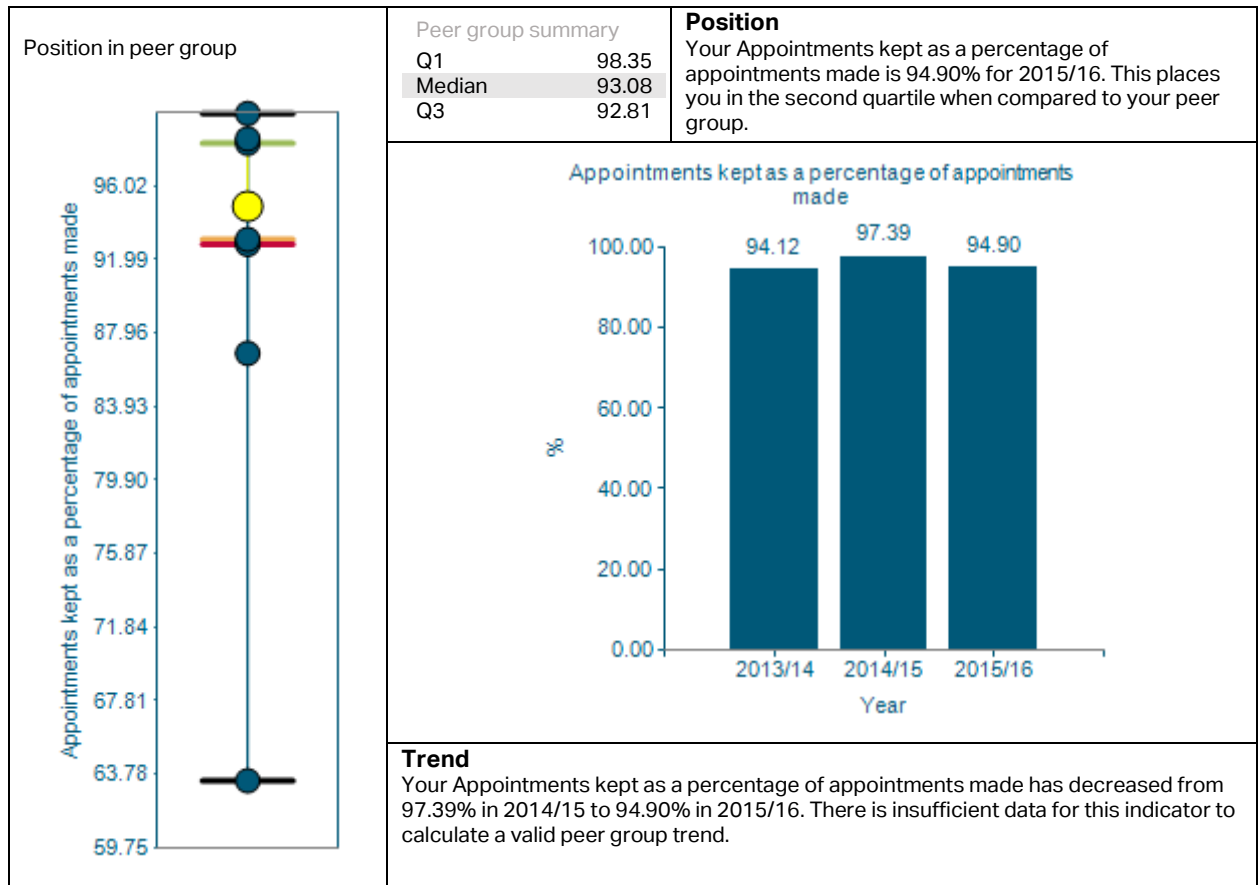 Position in peer group
Appointments kept as a percentage of appointments made
96.02
91.99
87.96
83.93
79.90
75.87
71.84
67.81
63.78
59.75
Peer group summary
Q1 98.35
Median 93.08
Q3 92.81
Position
Your Appointments kept as a percentage of
appointments made is 94.90% for 2015/16. This places
you in the second quartile when compared to your peer
group.
Appointments kept as a percentage of appointments
made
100.00
80.00
60.00
40.00
20.00
0.00
%
94.12 97.39 94.90
2013/14 2014/15 2015/16
Year
Trend
Your Appointments kept as a percentage of appointments made has decreased from
97.39% in 2014/15 to 94.90% in 2015/16. There is insufficient data for this indicator to
calculate a valid peer group trend.